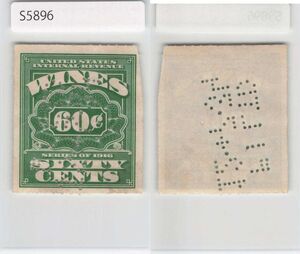 S5896
UNITED STATES
INTERNAL REVENUE
WINES
60¢
SERIES OF 1916
SIXTY
CENTS